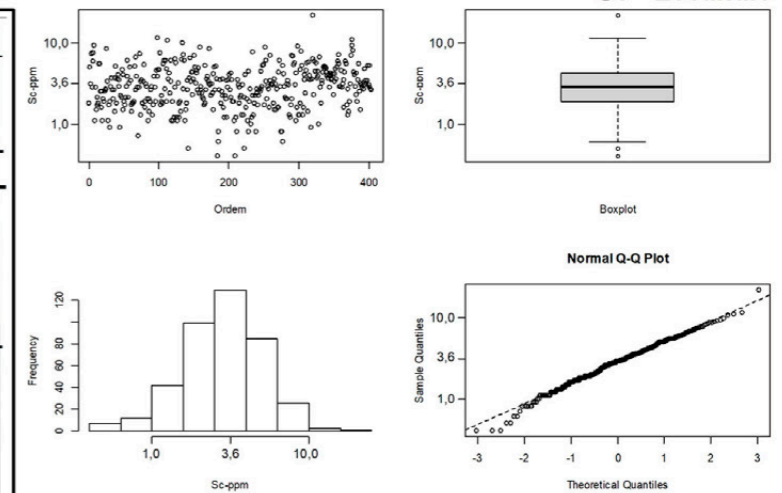 10,0
3,6
1,0
Sc-ppm
0 100 200 300 400
Ordem
10,0
3,6
1,0
Sc-ppm
Boxplot
120
80
60
40
20
0
Frequency
1,0 3,6 10,0
Sc-ppm
Normal Q-Q Plot
10,0
3,6
1,0
Sample Quantiles
-3 -2 -1 0 1 2 3
Theoretical Quantiles